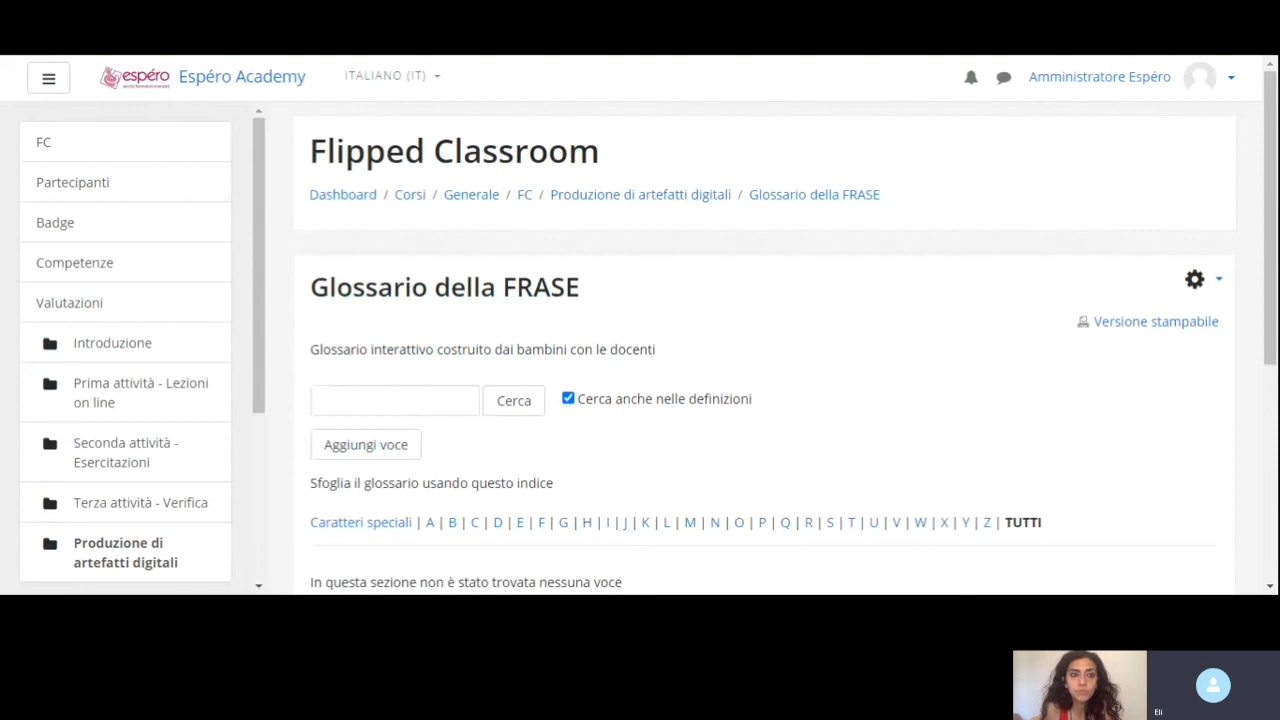 espéro
Espéro Academy
ITALIANO (IT)
Amministratore Espéro
FC
Partecipanti
Badge
Competenze
Valutazioni
Introduzione
Prima attività - Lezioni
on line
Seconda attività -
Esercitazioni
Terza attività - Verifica
Produzione di
artefatti digitali
Flipped Classroom
Dashboard / Corsi / Generale / FC / Produzione di artefatti digitali / Glossario della FRASE
Glossario della FRASE
Versione stampabile
Glossario interattivo costruito dai bambini con le docenti
Cerca
Cerca anche nelle definizioni
Aggiungi voce
Sfoglia il glossario usando questo indice
Caratteri speciali | A | B | C | D | E | F | G | H | I | J | K | L | M | N | O | P | Q | R | S | T | U | V | W | X | Y | Z | TUTTI
In questa sezione non è stato trovata nessuna voce
Eli